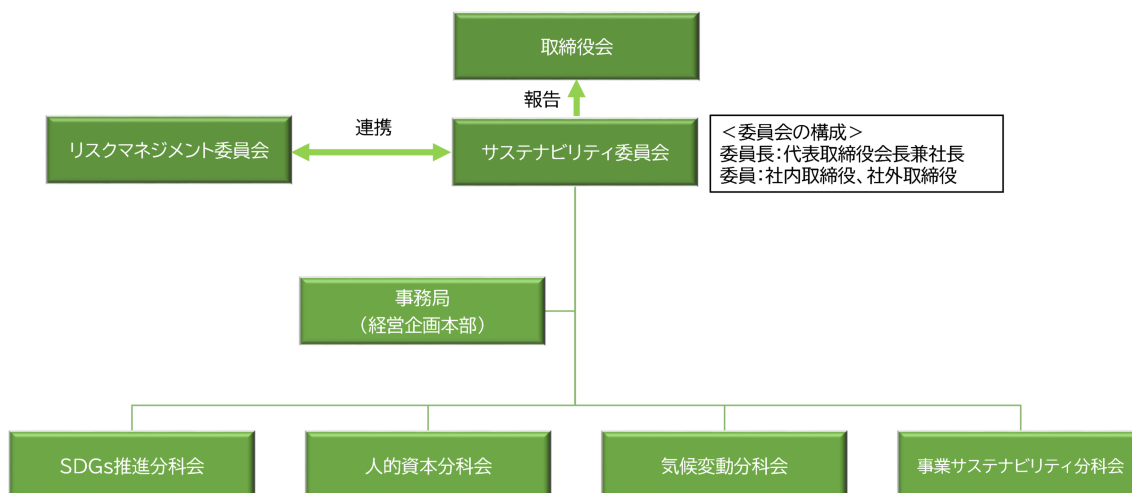 取締役会
報告
連携
リスクマネジメント委員会
サステナビリティ委員会
＜委員会の構成＞
委員長：代表取締役会長兼社長
委員：社内取締役、社外取締役
事務局
（経営企画本部）
SDGs推進分科会
人的資本分科会
気候変動分科会
事業サステナビリティ分科会